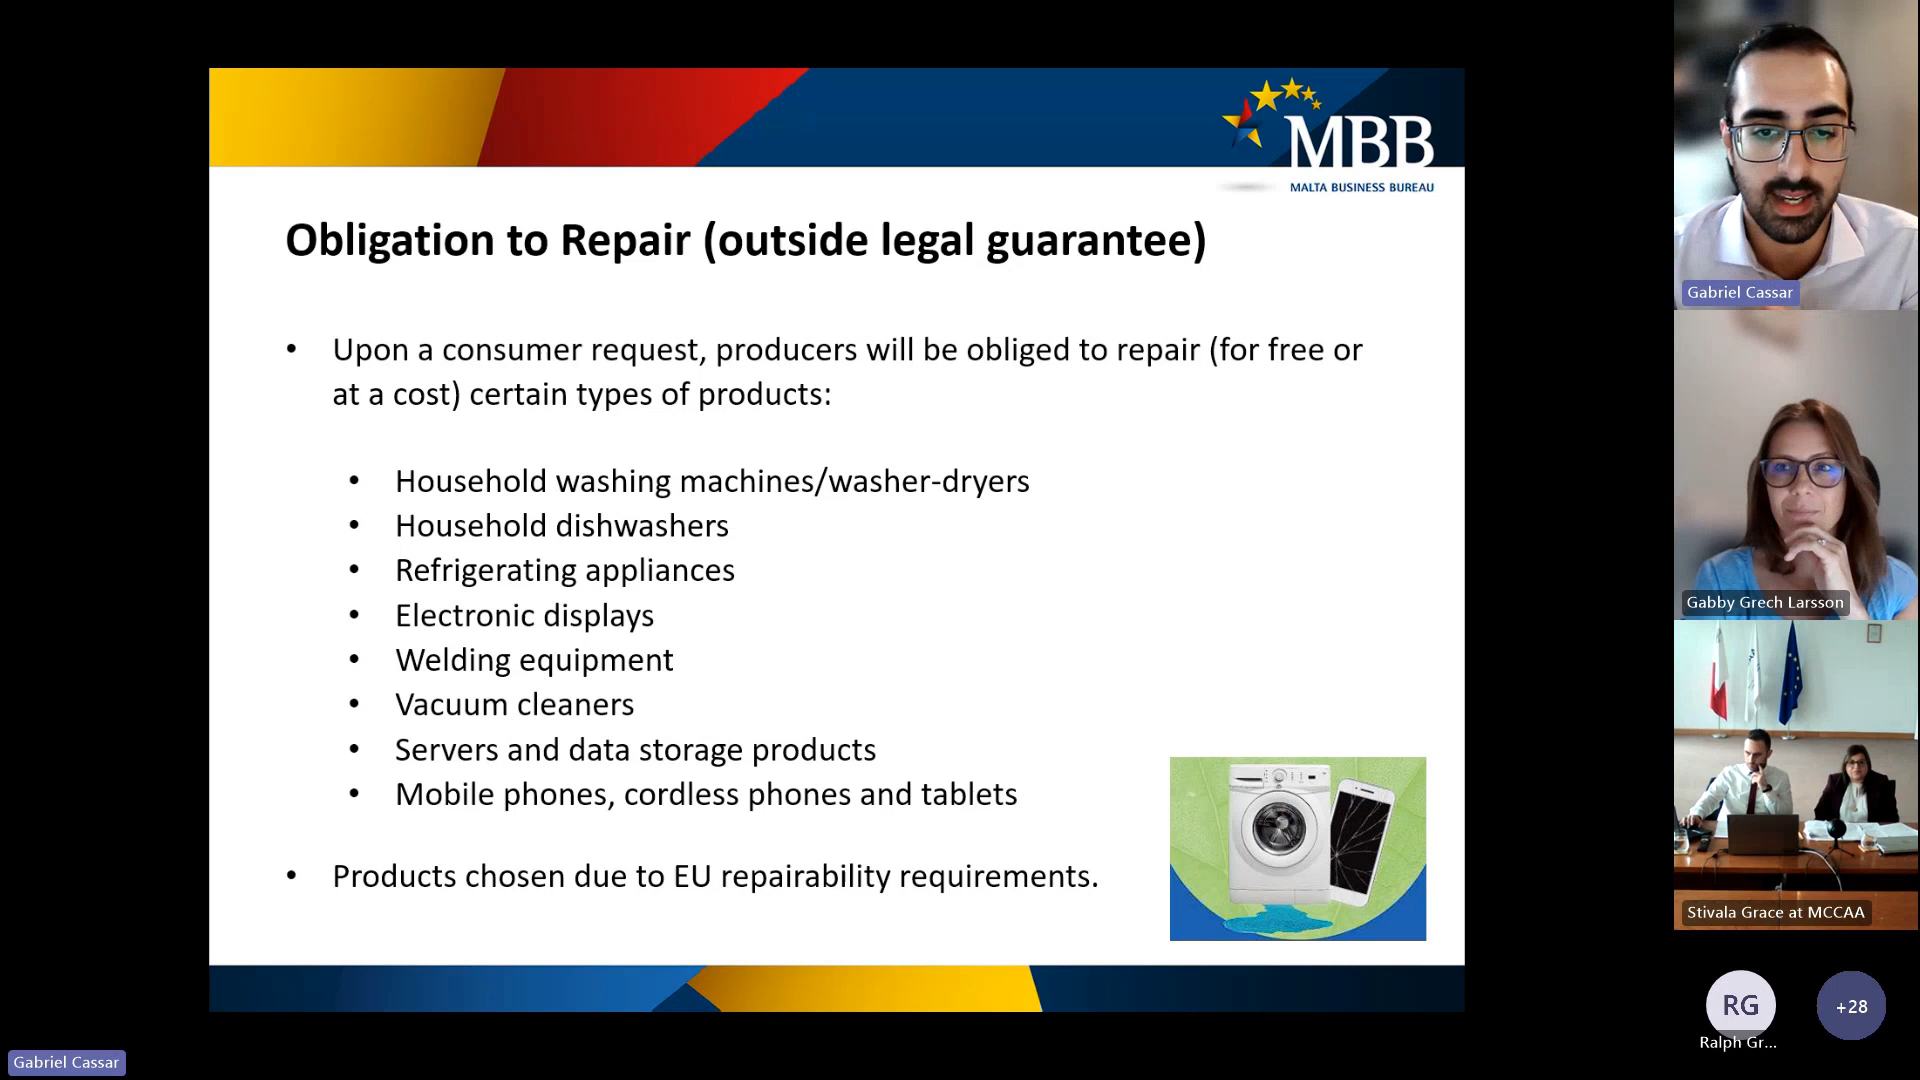 MBB
MALTA BUSINESS BUREAU
Obligation to Repair (outside legal guarantee)
• Upon a consumer request, producers will be obliged to repair (for free or
at a cost) certain types of products:
• Household washing machines/washer-dryers
• Household dishwashers
• Refrigerating appliances
• Electronic displays
• Welding equipment
• Vacuum cleaners
• Servers and data storage products
• Mobile phones, cordless phones and tablets
• Products chosen due to EU repairability requirements.
Gabriel Cassar
Gabby Grech Larsson
Stivala Grace at MCCAA
RG
+28
Ralph Gr...
Gabriel Cassar